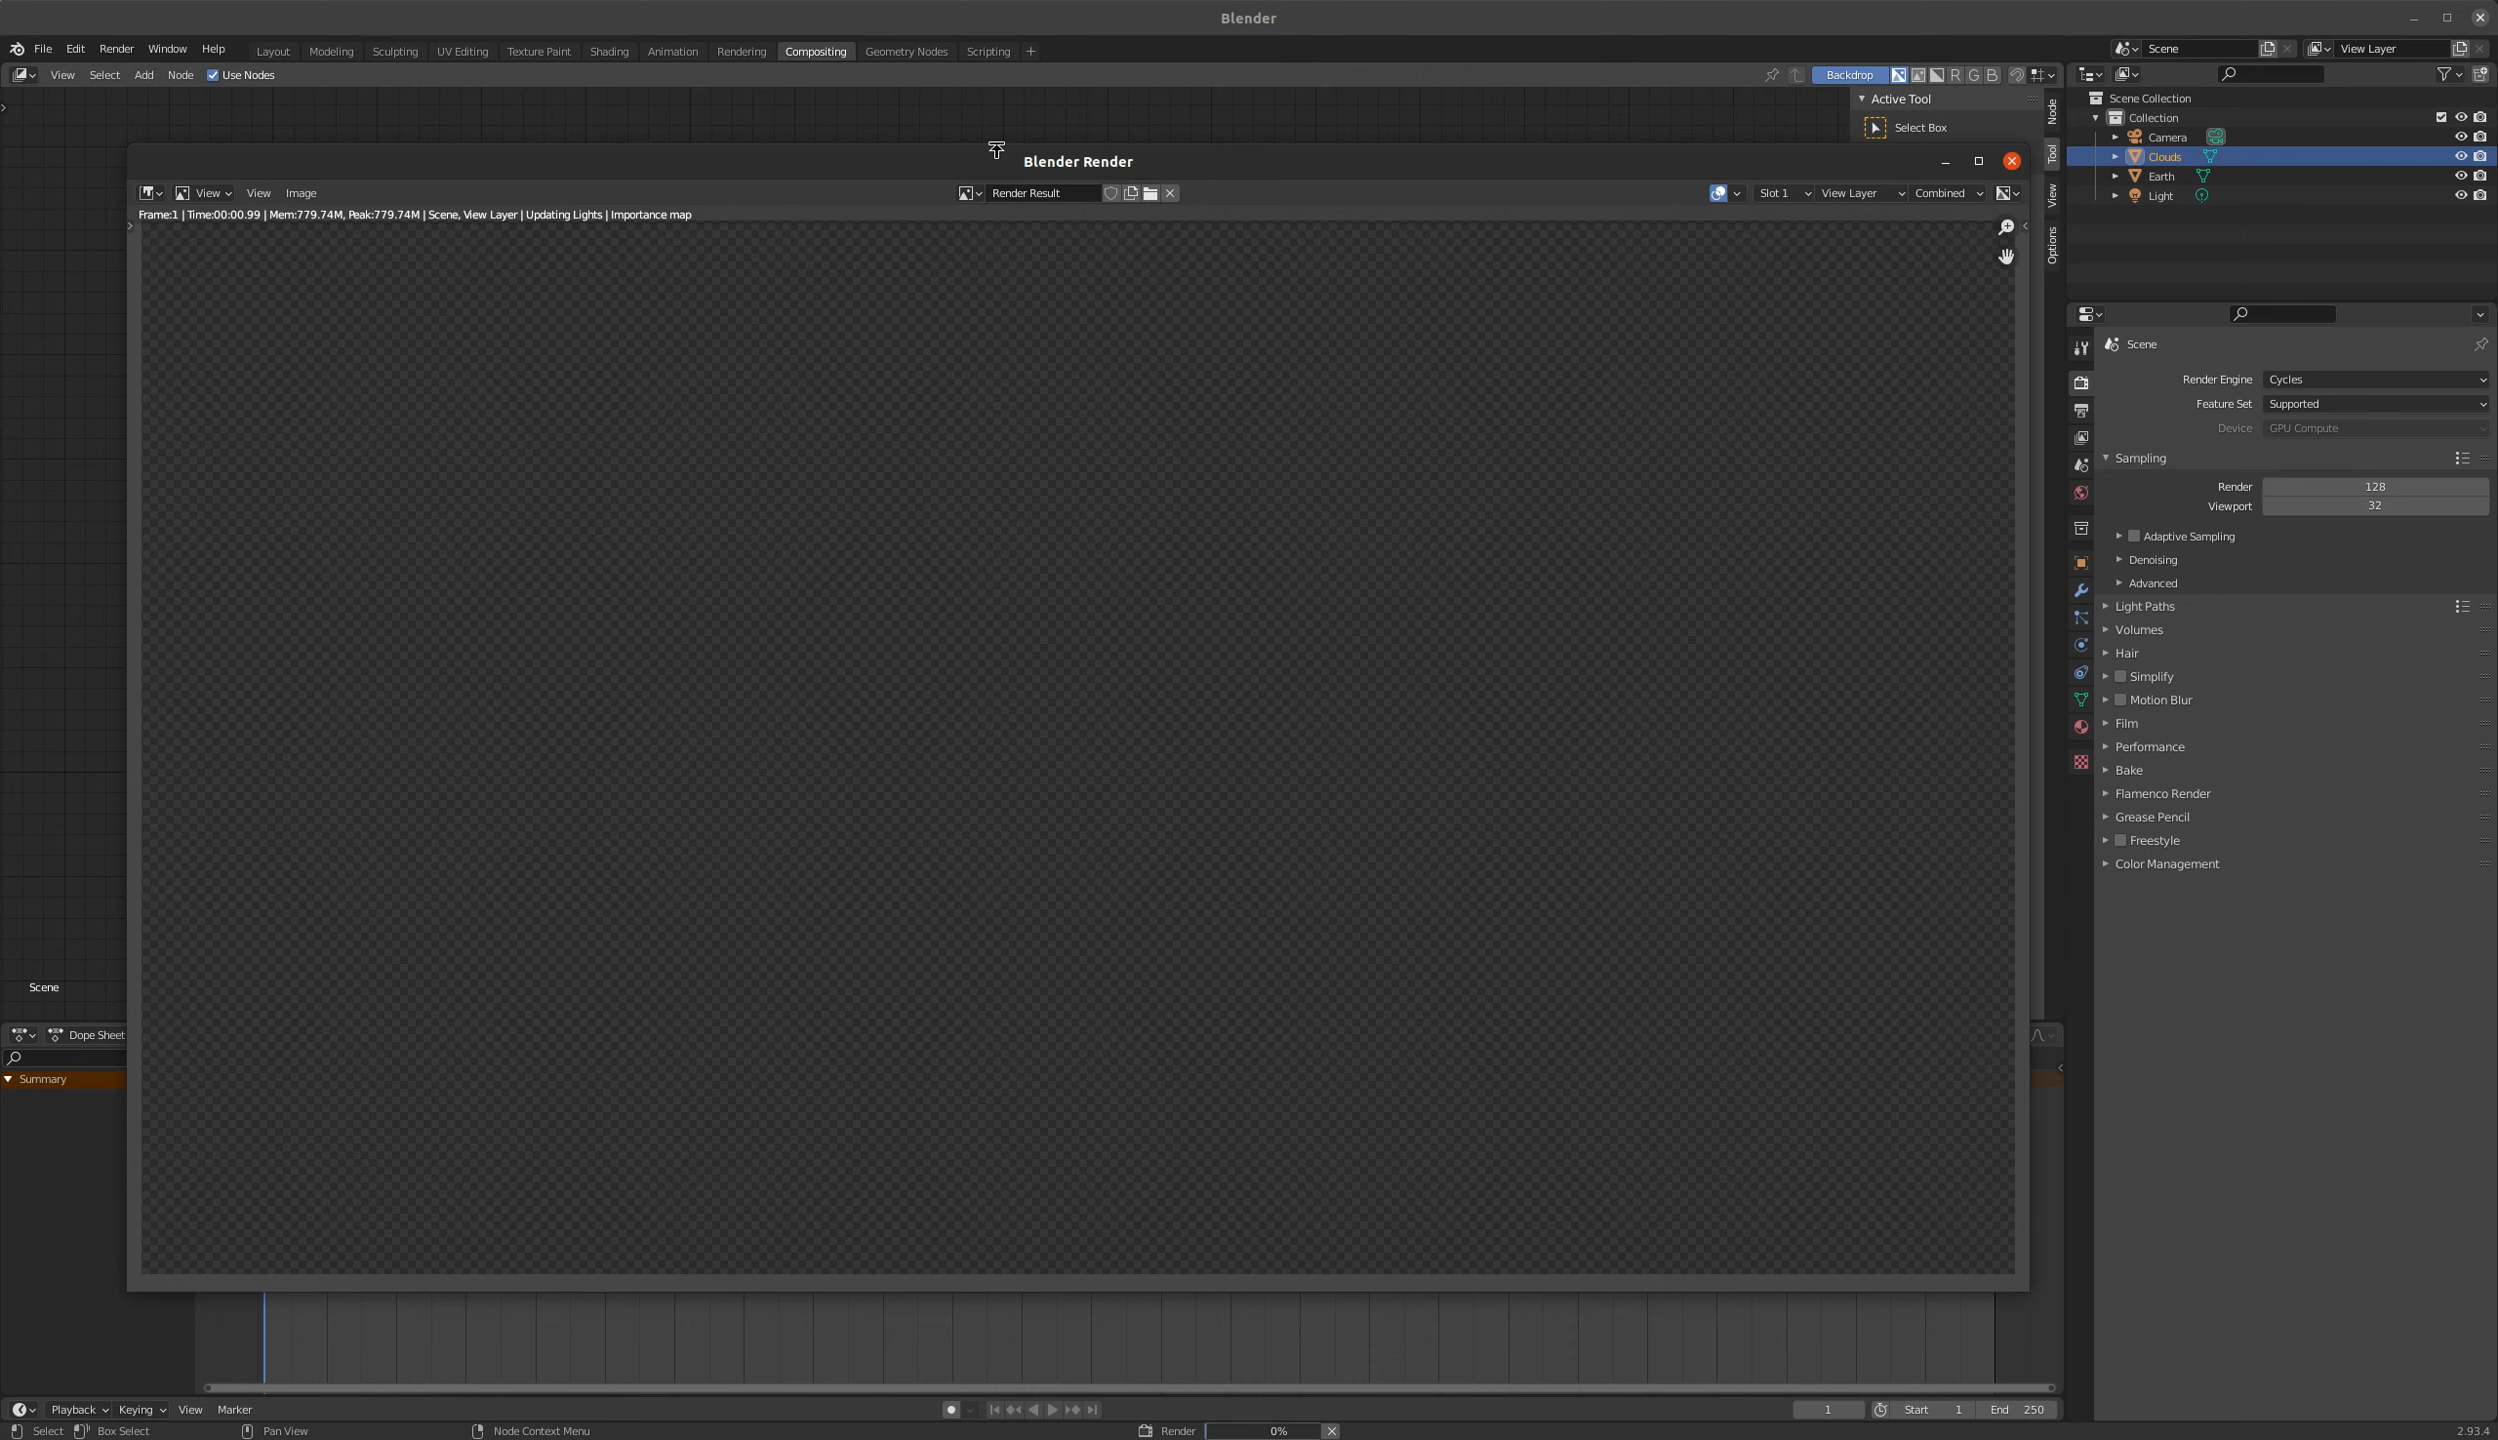 Blender
File Edit Render Window Help Layout Modeling Sculpting UV Editing Texture Paint Shading Animation Rendering Compositing Geometry Nodes Scripting + Scene View Layer
View Select Add Node Use Nodes Backdrop R G B
Active Tool
Select Box
Node
Tool
View
Options
Scene Collection
Collection
Camera
Clouds
Earth
Light
Blender Render
View View Image Render Result Slot 1 View Layer Combined
Frame:1 | Time:00:00.99 | Mem:779.74M, Peak:779.74M | Scene, View Layer | Updating Lights | Importance map
Scene
Render Engine Cycles
Feature Set Supported
Device GPU Compute
Sampling
Render 128
Viewport 32
Adaptive Sampling
Denoising
Advanced
Light Paths
Volumes
Hair
Simplify
Motion Blur
Film
Performance
Bake
Flamenco Render
Grease Pencil
Freestyle
Color Management
Scene
Dope Sheet
Summary
Playback Keying View Marker 1 Start 1 End 250
Select Box Select Pan View Node Context Menu Render 0% 2.93.4